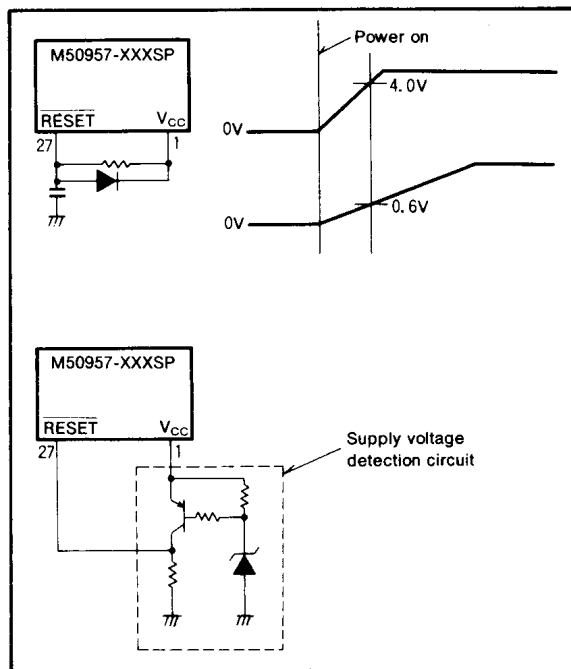 M50957-XXXSP
RESET VCC
27 1
Power on
4.0V
0V
0.6V
0V
M50957-XXXSP
RESET VCC
27 1
Supply voltage
detection circuit